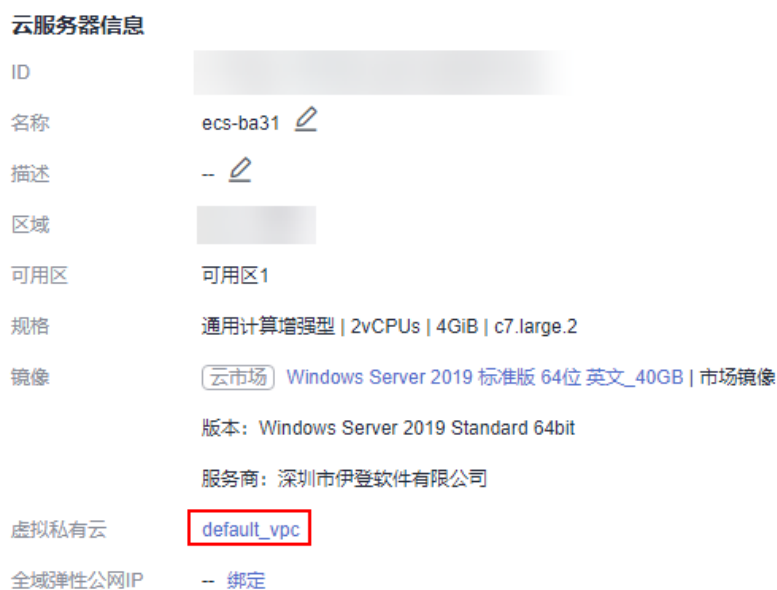 云服务器信息
ID
名称 ecs-ba31
描述 --
区域
可用区 可用区1
规格 通用计算增强型 | 2vCPUs | 4GiB | c7.large.2
镜像 云市场 Windows Server 2019 标准版 64位 英文_40GB | 市场镜像
版本：Windows Server 2019 Standard 64bit
服务商：深圳市伊登软件有限公司
虚拟私有云 default_vpc
全域弹性公网IP -- 绑定